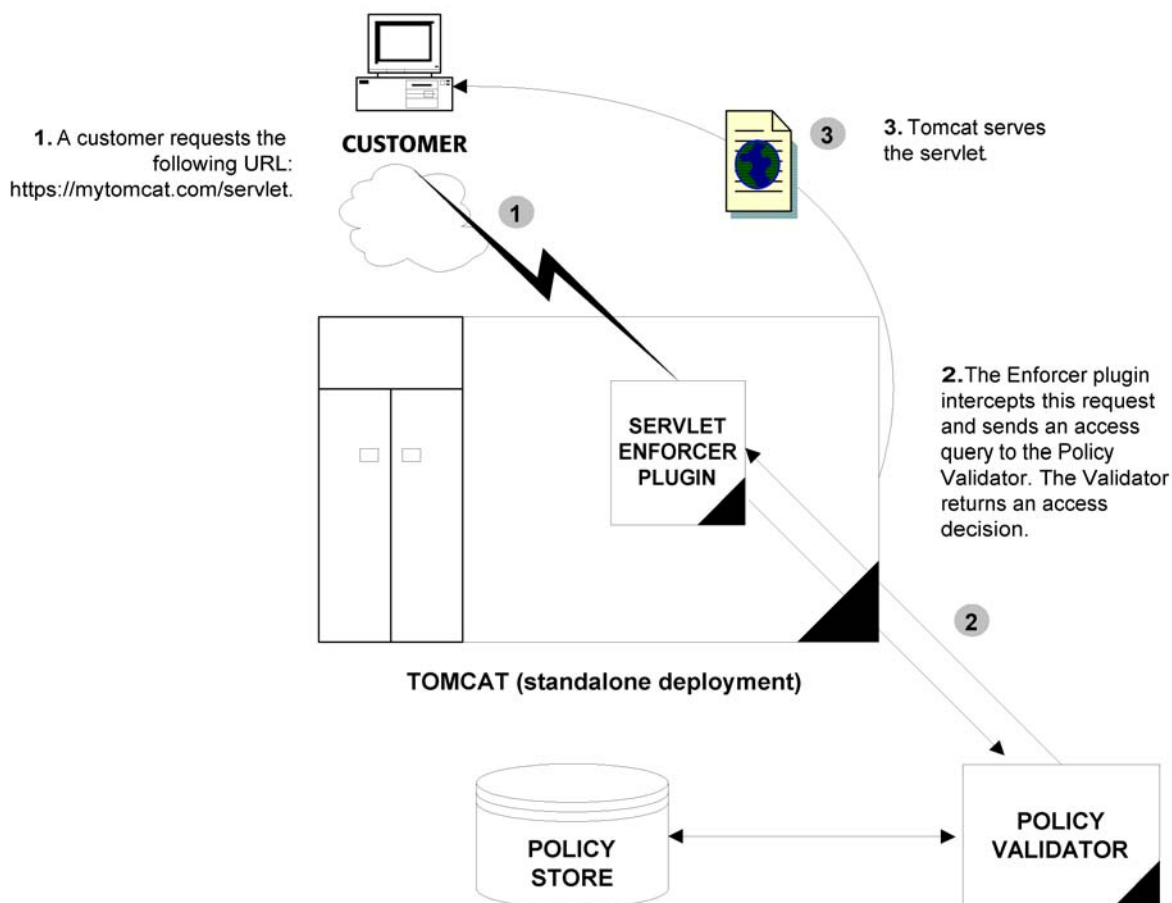 1. A customer requests the
following URL:
https://mytomcat.com/servlet.
CUSTOMER
1
3
3. Tomcat serves
the servlet.
SERVLET
ENFORCER
PLUGIN
2.The Enforcer plugin
intercepts this request
and sends an access
query to the Policy
Validator. The Validator
returns an access
decision.
2
TOMCAT (standalone deployment)
POLICY
STORE
POLICY
VALIDATOR